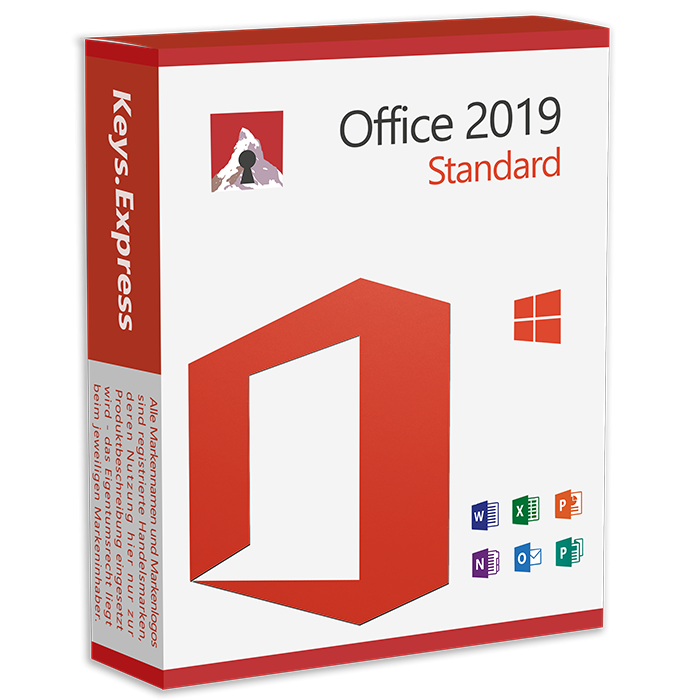 Office 2019
Standard
Keys.Express
Alle Markennamen und Markenlogos
sind registrierte Handelsmarken,
deren Nutzung hier nur zur
Produktbeschreibung eingesetzt
wird - das Eigentumsrecht liegt
beim jeweiligen Markeninhaber.
W
X
P
N
O
P